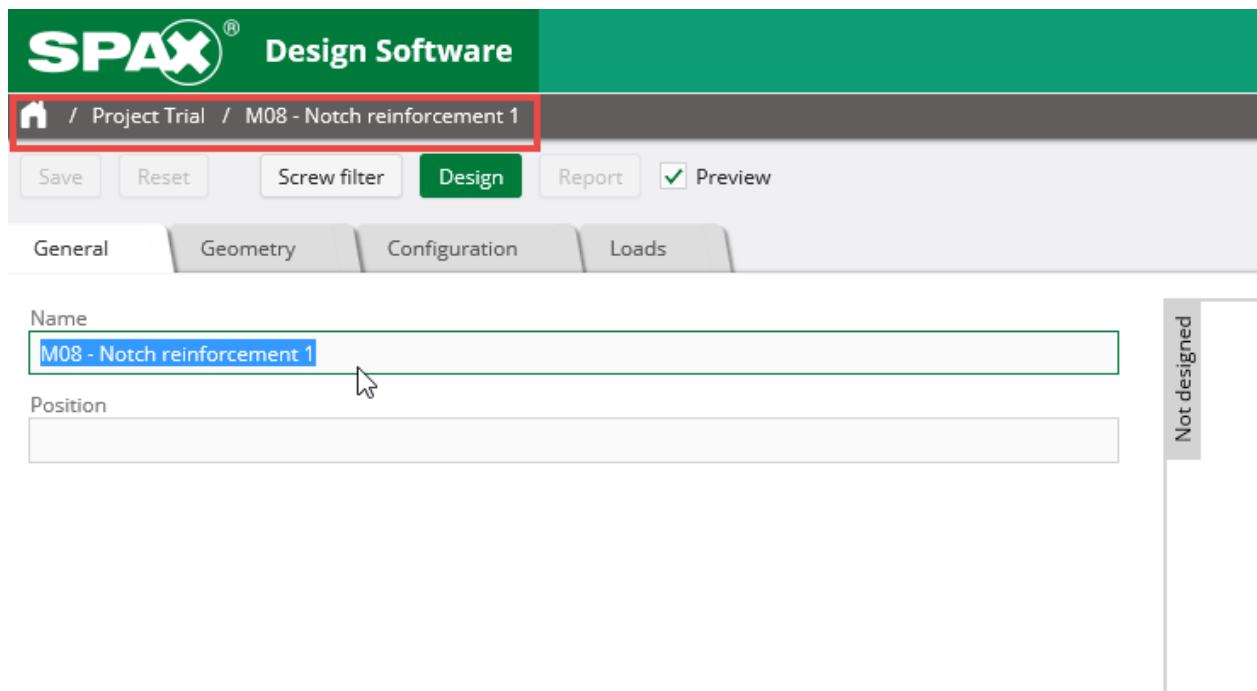 SPAX® Design Software
/ Project Trial / M08 - Notch reinforcement 1
Save Reset Screw filter Design Report Preview
General Geometry Configuration Loads
Name
M08 - Notch reinforcement 1
Position
Not designed